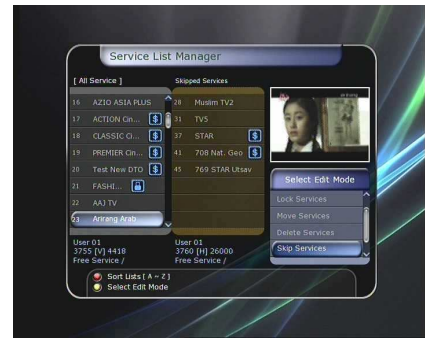 Service List Manager
[ All Service ]
Skipped Services
16 AZIO ASIA PLUS
17 ACTION Cin... $
18 CLASSIC Ci... $
19 PREMIER Cin... $
20 Test New DTO $
21 FASHI...
22 AAJ TV
23 Arirang Arab
28 Muslim TV2
31 TV5
37 STAR $
41 708 Nat. Geo $
45 769 STAR Utsav
Select Edit Mode
Lock Services
Move Services
Delete Services
Skip Services
User 01
3755 [V] 4418
Free Service /
User 01
3760 [H] 26000
Free Service /
Sort Lists [ A ~ Z ]
Select Edit Mode